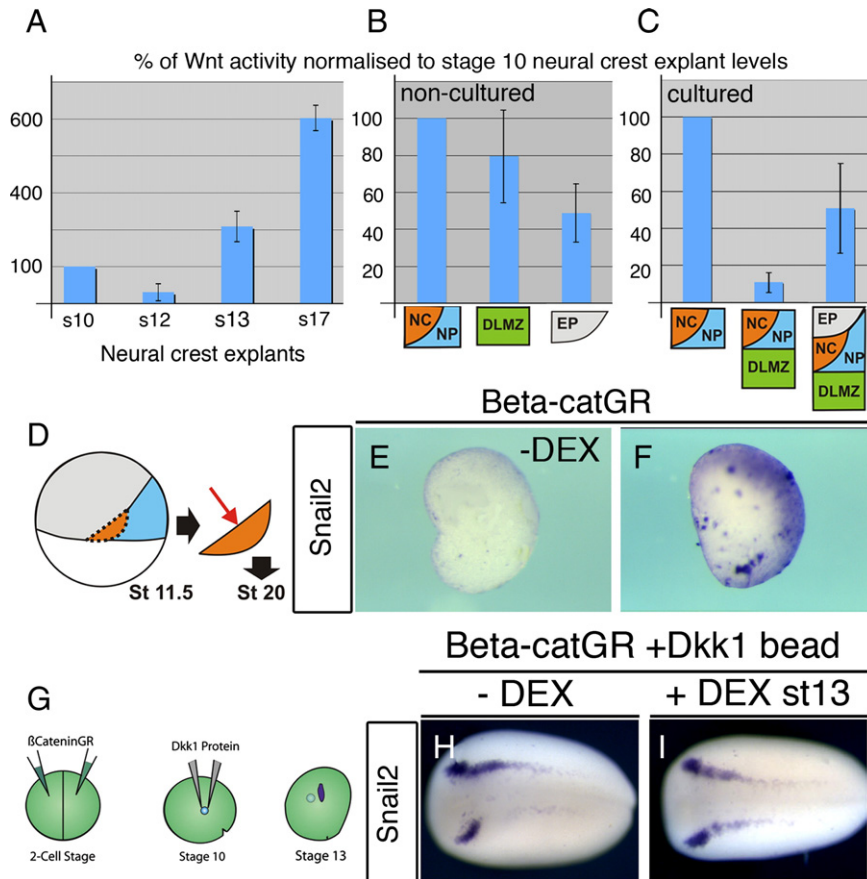 A
B
C
% of Wnt activity normalised to stage 10 neural crest explant levels
600
400
100
s10 s12 s13 s17
Neural crest explants
non-cultured
100
80
60
40
20
NC NP
DLMZ
EP
cultured
100
80
60
40
20
NC NP
NC NP
DLMZ
EP
NC NP
DLMZ
Beta-catGR
D
St 11.5
St 20
Snail2
E
-DEX
F
Beta-catGR +Dkk1 bead
- DEX
+ DEX st13
G
ßCateninGR
2-Cell Stage
Dkk1 Protein
Stage 10
Stage 13
Snail2
H
I